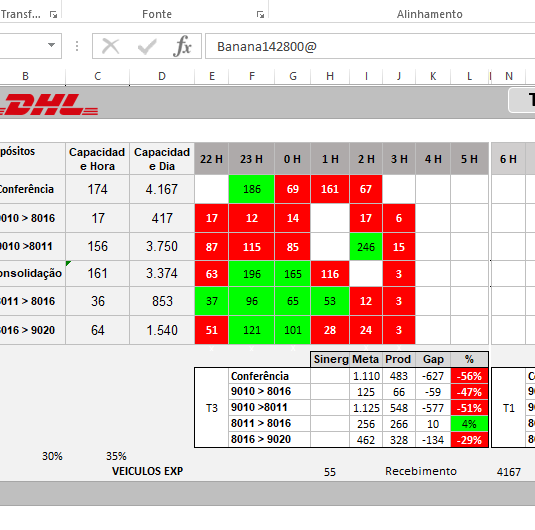 Transf...
Fonte
Alinhamento
fx
Banana142800@
B C D E F G H I J K L N
DHL
T
pósitos Capacidad e Hora Capacidad e Dia 22 H 23 H 0 H 1 H 2 H 3 H 4 H 5 H 6 H
Conferência 174 4.167 186 69 161 67
9010 > 8016 17 417 17 12 14 17 6
9010 >8011 156 3.750 87 115 85 246 15
onsolidação 161 3.374 63 196 165 116 3
8011 > 8016 36 853 37 96 65 53 12 3
8016 > 9020 64 1.540 51 121 101 28 24 3
Sinerg Meta Prod Gap %
Conferência 1.110 483 -627 -56%
9010 > 8016 125 66 -59 -47%
T3 9010 >8011 1.125 548 -577 -51% T1
8011 > 8016 256 266 10 4%
8016 > 9020 462 328 -134 -29%
30% 35%
VEICULOS EXP 55 Recebimento 4167